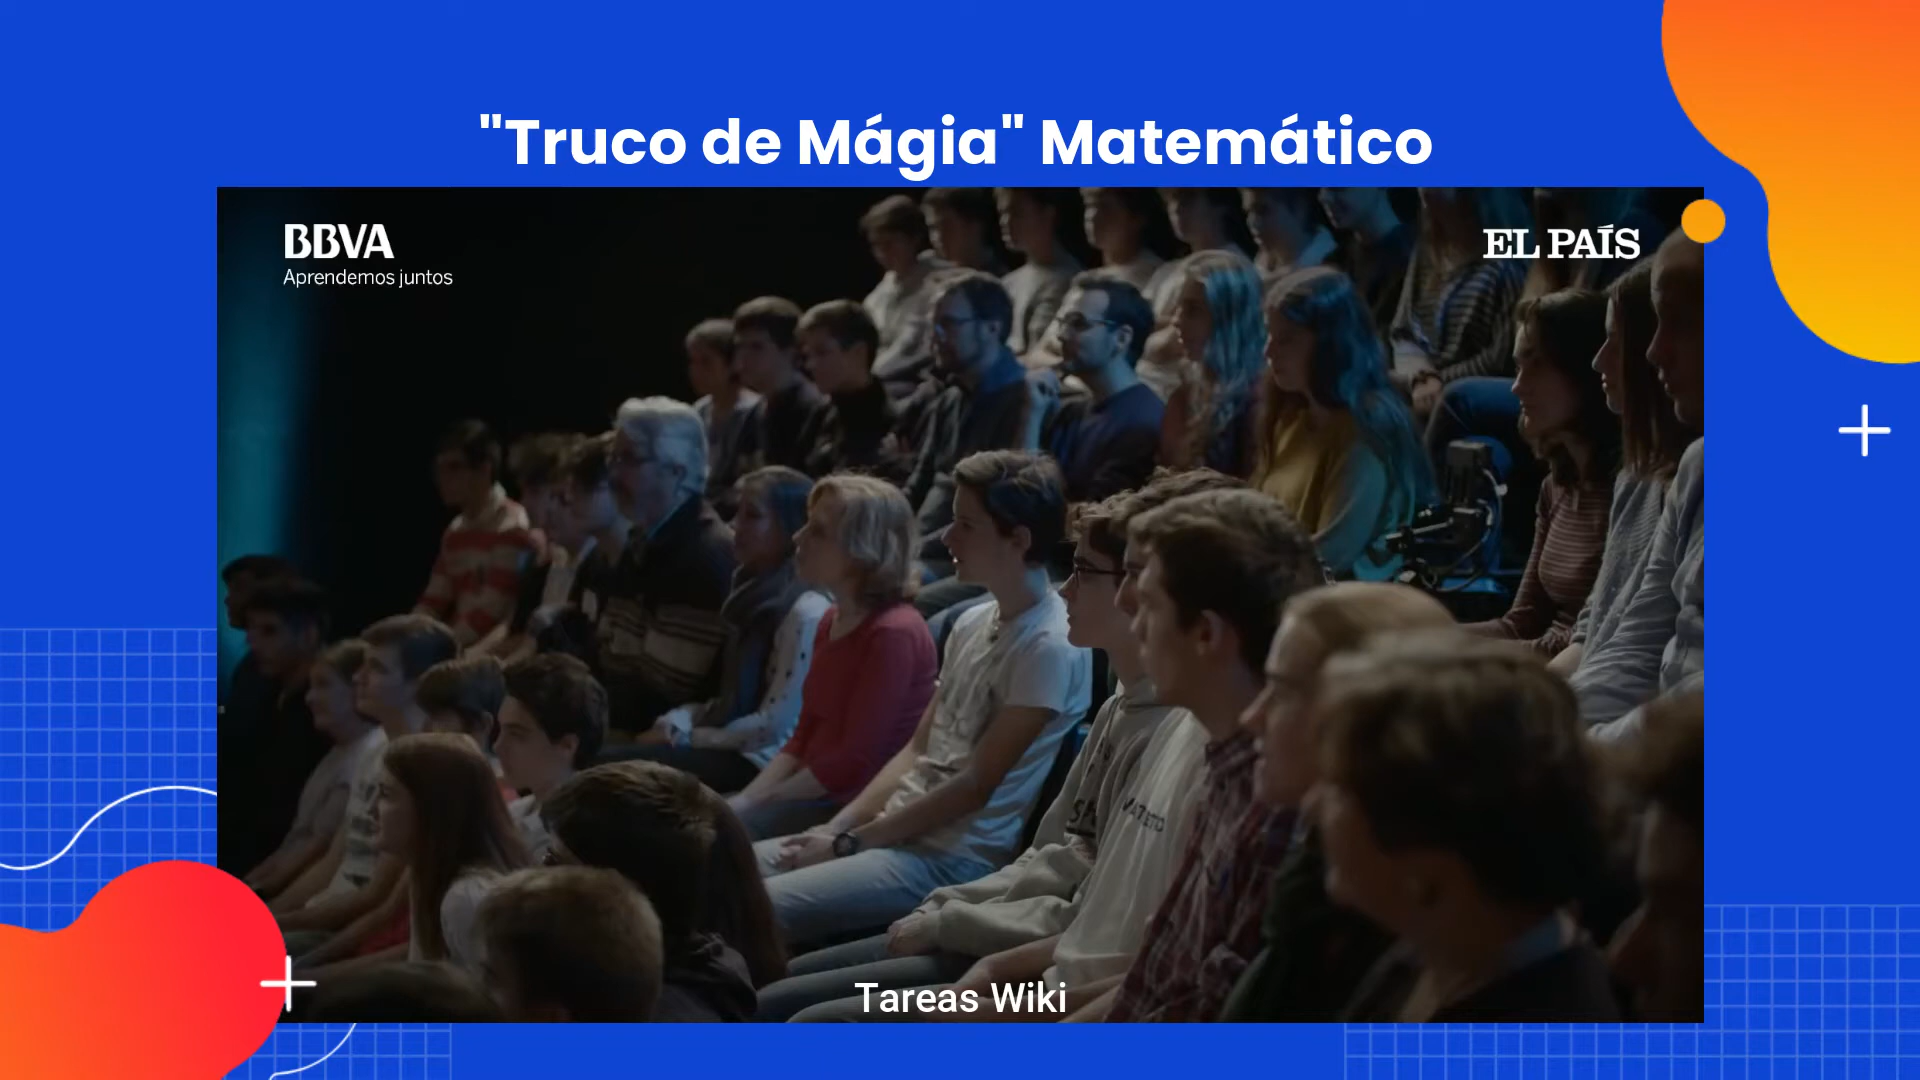 "Truco de Mágia" Matemático
BBVA
Aprendemos juntos
EL PAÍS
Tareas Wiki